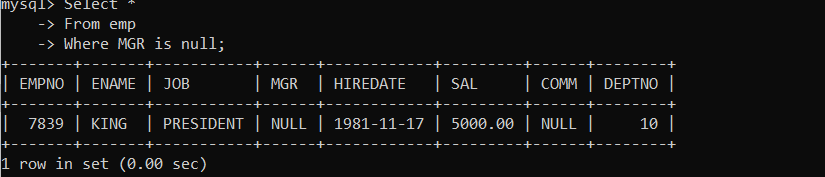 mysql> Select *
    -> From emp
    -> Where MGR is null;
+-------+-------+-----------+------+------------+---------+------+--------+
| EMPNO | ENAME | JOB       | MGR  | HIREDATE   | SAL     | COMM | DEPTNO |
+-------+-------+-----------+------+------------+---------+------+--------+
|  7839 | KING  | PRESIDENT | NULL | 1981-11-17 | 5000.00 | NULL |     10 |
+-------+-------+-----------+------+------------+---------+------+--------+
1 row in set (0.00 sec)